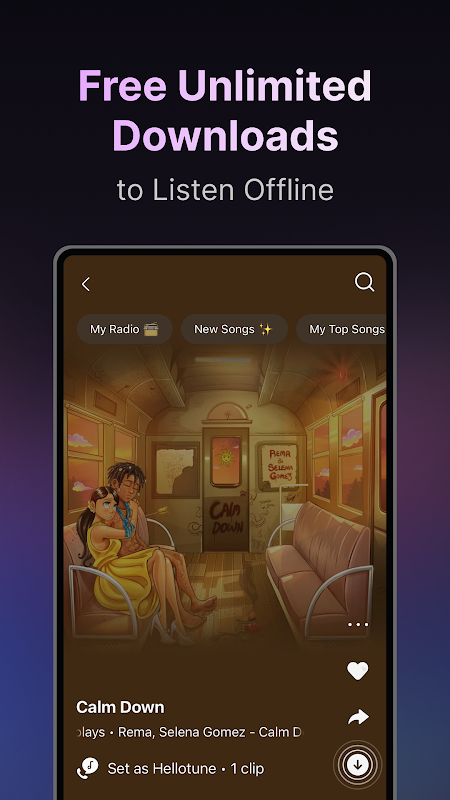 Free Unlimited
Downloads
to Listen Offline
My Radio 📻
New Songs ✨
My Top Songs
REMA
&
SELENA
GOMEZ
CALM
DOWN
Calm Down
plays • Rema, Selena Gomez - Calm D
Set as Hellotune • 1 clip